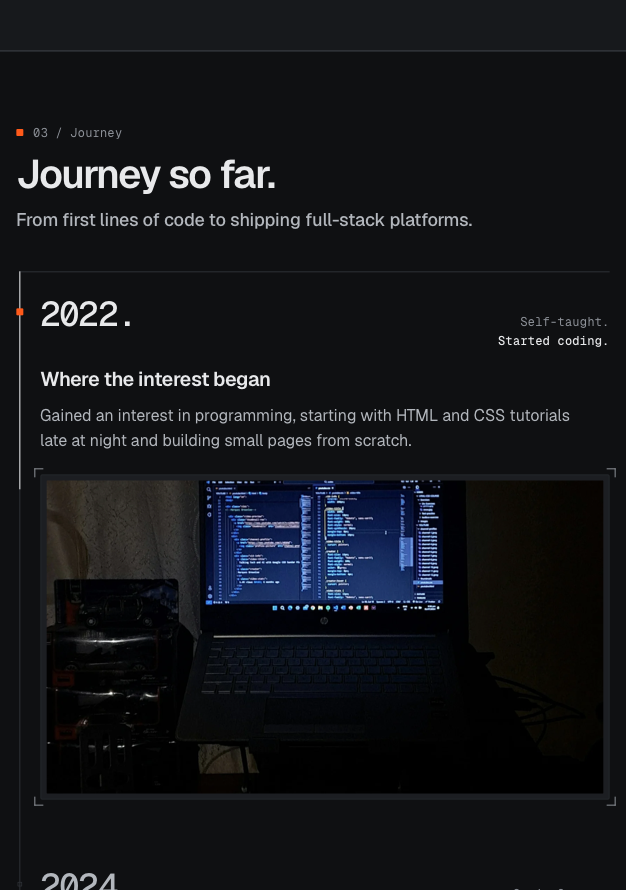 03 / Journey
Journey so far.
From first lines of code to shipping full-stack platforms.
2022.
Self-taught.
Started coding.
Where the interest began
Gained an interest in programming, starting with HTML and CSS tutorials
late at night and building small pages from scratch.
hp
2024